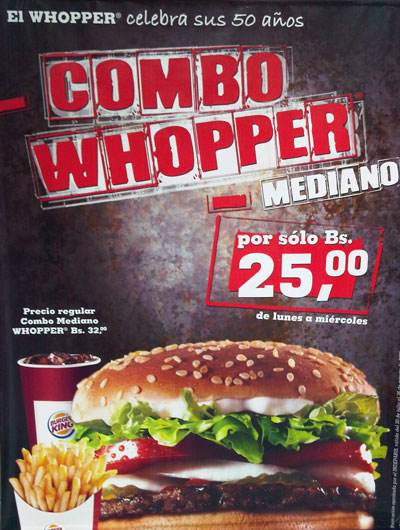 El WHOPPER® celebra sus 50 años
COMBO
WHOPPER®
MEDIANO
por sólo Bs.
25,00
de lunes a miércoles
Precio regular
Combo Mediano
WHOPPER® Bs. 32,00
BURGER
KING